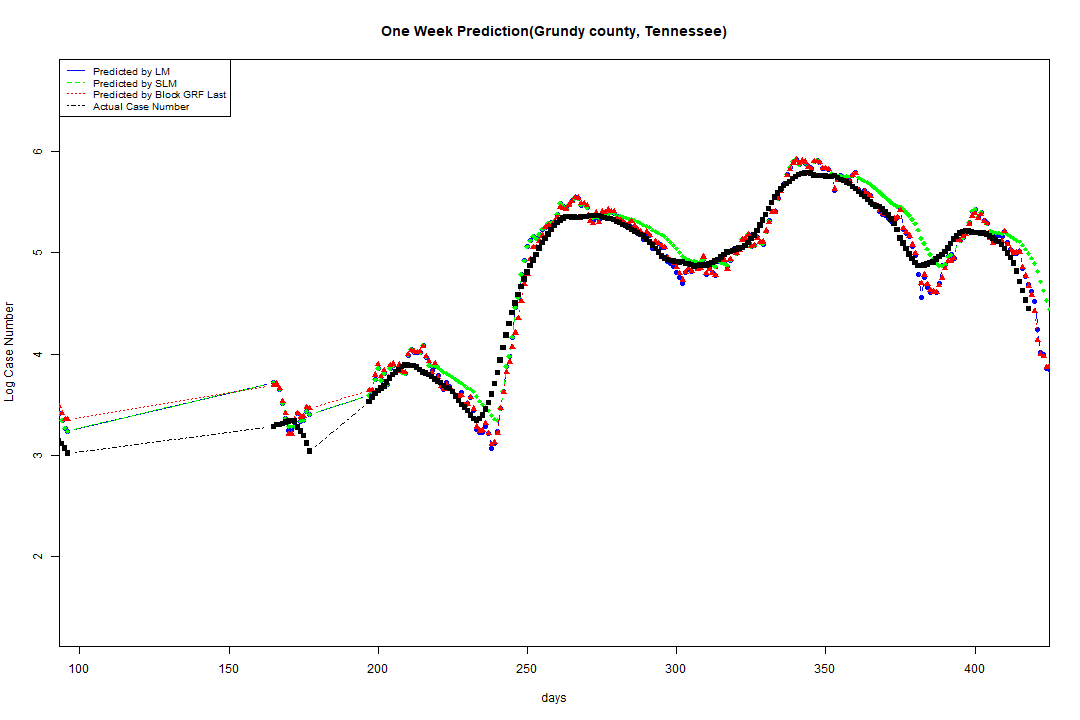 One Week Prediction(Grundy county, Tennessee)
Predicted by LM
Predicted by SLM
Predicted by Block GRF Last
Actual Case Number
Log Case Number
6
5
4
3
2
100 150 200 250 300 350 400
days